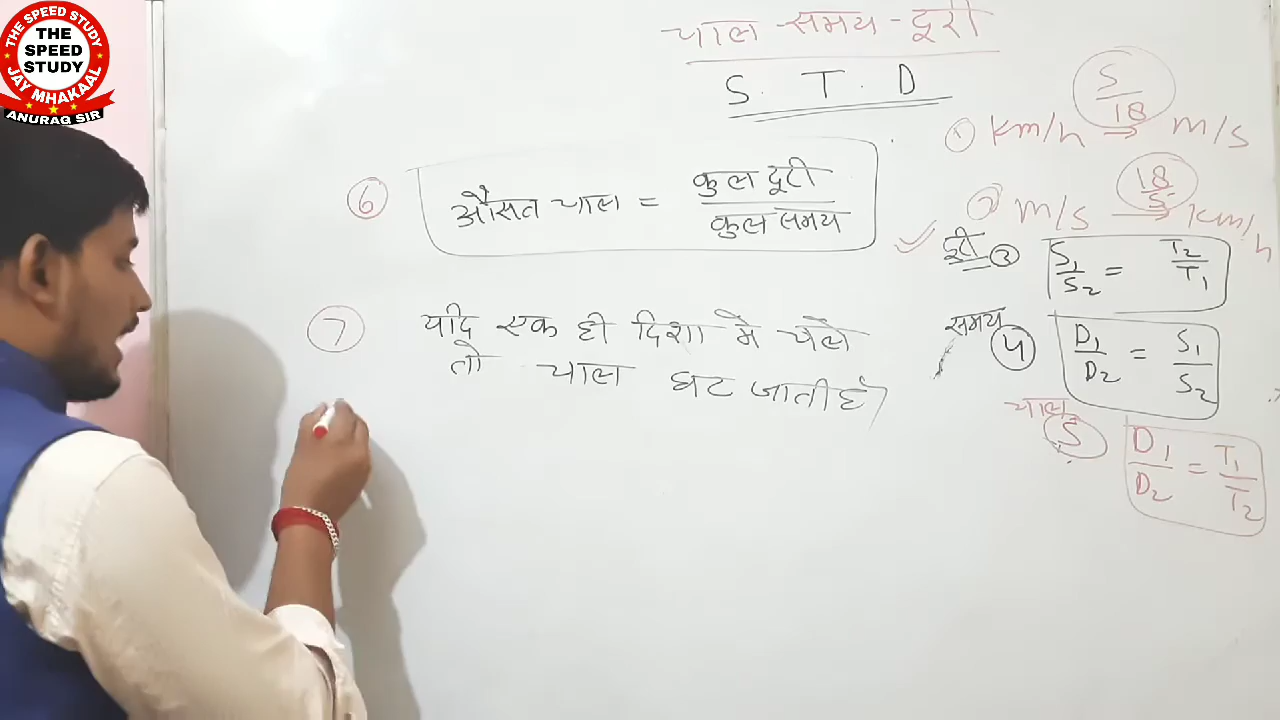 THE SPEED STUDY
THE
SPEED
STUDY
JAY MHAKAAL
ANURAG SIR
चाल समय - दूरी
S. T. D
① km/h → m/s
5/18
② m/s → km/h
18/5
दूरी ③ S₁/S₂ = T₂/T₁
समय ५ D₁/D₂ = S₁/S₂
चाल 5 D₁/D₂ = T₁/T₂
⑥ औसत चाल = कुल दूरी/कुल समय
⑦ यदि एक ही दिशा मे चले
तो चाल घट जाती है /